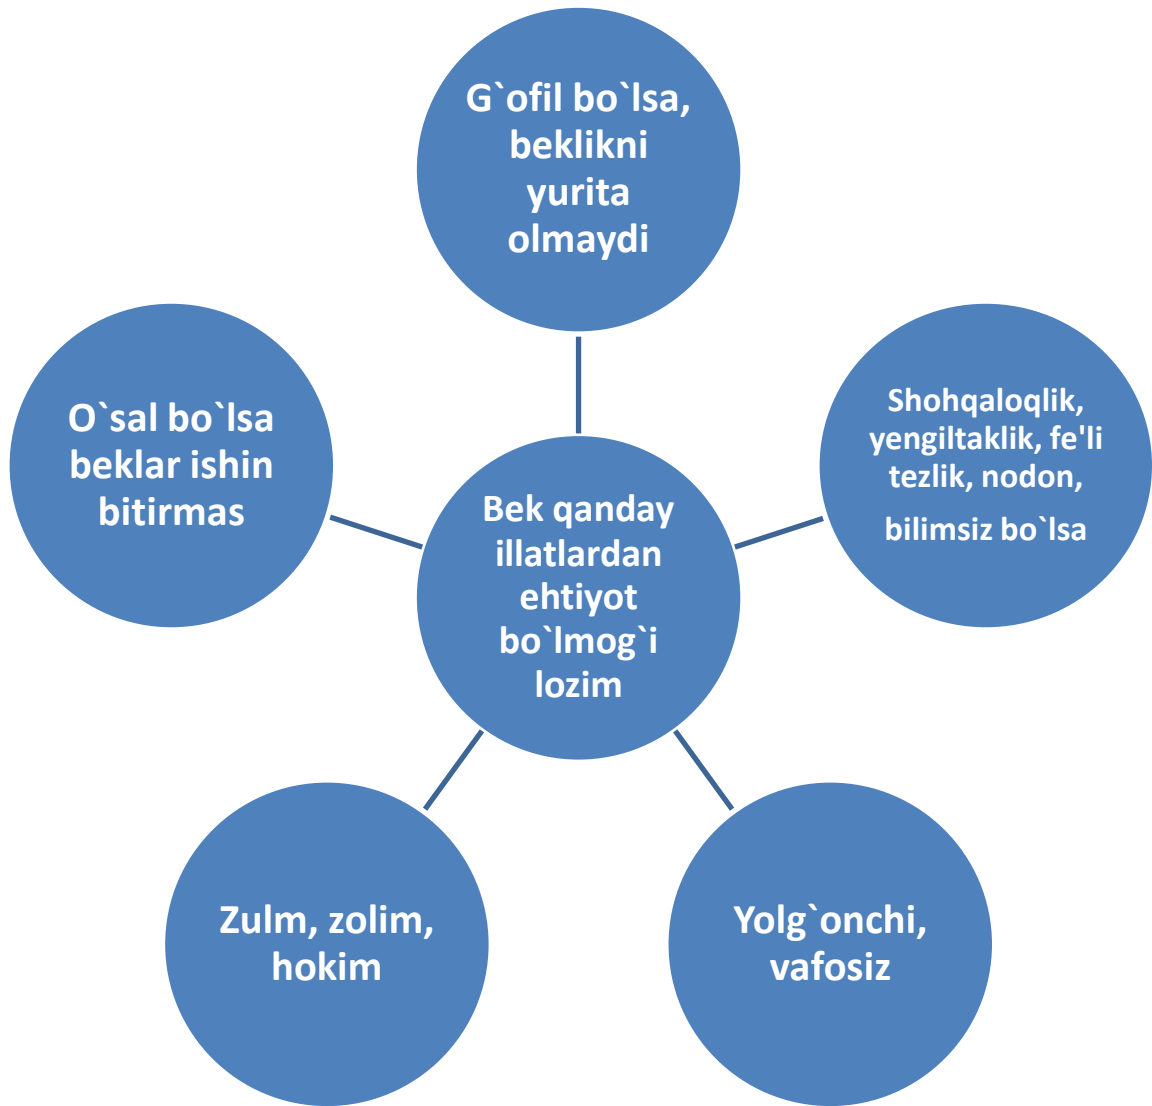 G`ofil bo`lsa,
beklikni
yurita
olmaydi
Shohqaloqlik,
yengiltaklik, fe'li
tezlik, nodon,
bilimsiz bo`lsa
Yolg`onchi,
vafosiz
Zulm, zolim,
hokim
O`sal bo`lsa
beklar ishin
bitirmas
Bek qanday
illatlardan
ehtiyot
bo`lmog`i
lozim